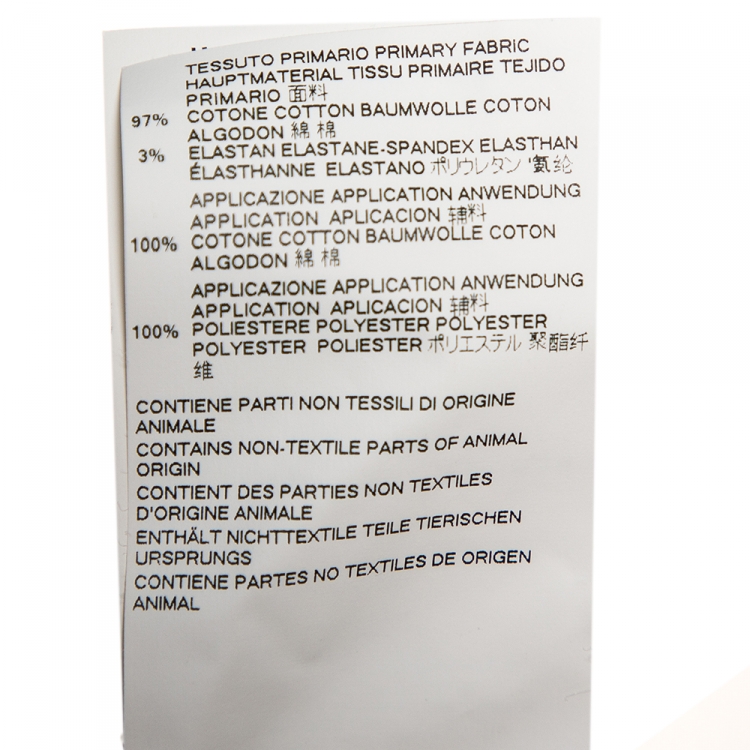 TESSUTO PRIMARIO PRIMARY FABRIC
HAUPTMATERIAL TISSU PRIMAIRE TEJIDO
PRIMARIO 面料
97% COTONE COTTON BAUMWOLLE COTON
ALGODON 綿 棉
3% ELASTAN ELASTANE-SPANDEX ELASTHAN
ÉLASTHANNE ELASTANO ポリウレタン '氨纶
APPLICAZIONE APPLICATION ANWENDUNG
APPLICATION APLICACION 辅料
100% COTONE COTTON BAUMWOLLE COTON
ALGODON 綿 棉
APPLICAZIONE APPLICATION ANWENDUNG
APPLICATION APLICACION 辅料
100% POLIESTERE POLYESTER POLYESTER
POLYESTER POLIESTER ポリエステル 聚酯纤
维
CONTIENE PARTI NON TESSILI DI ORIGINE
ANIMALE
CONTAINS NON-TEXTILE PARTS OF ANIMAL
ORIGIN
CONTIENT DES PARTIES NON TEXTILES
D'ORIGINE ANIMALE
ENTHÄLT NICHTTEXTILE TEILE TIERISCHEN
URSPRUNGS
CONTIENE PARTES NO TEXTILES DE ORIGEN
ANIMAL